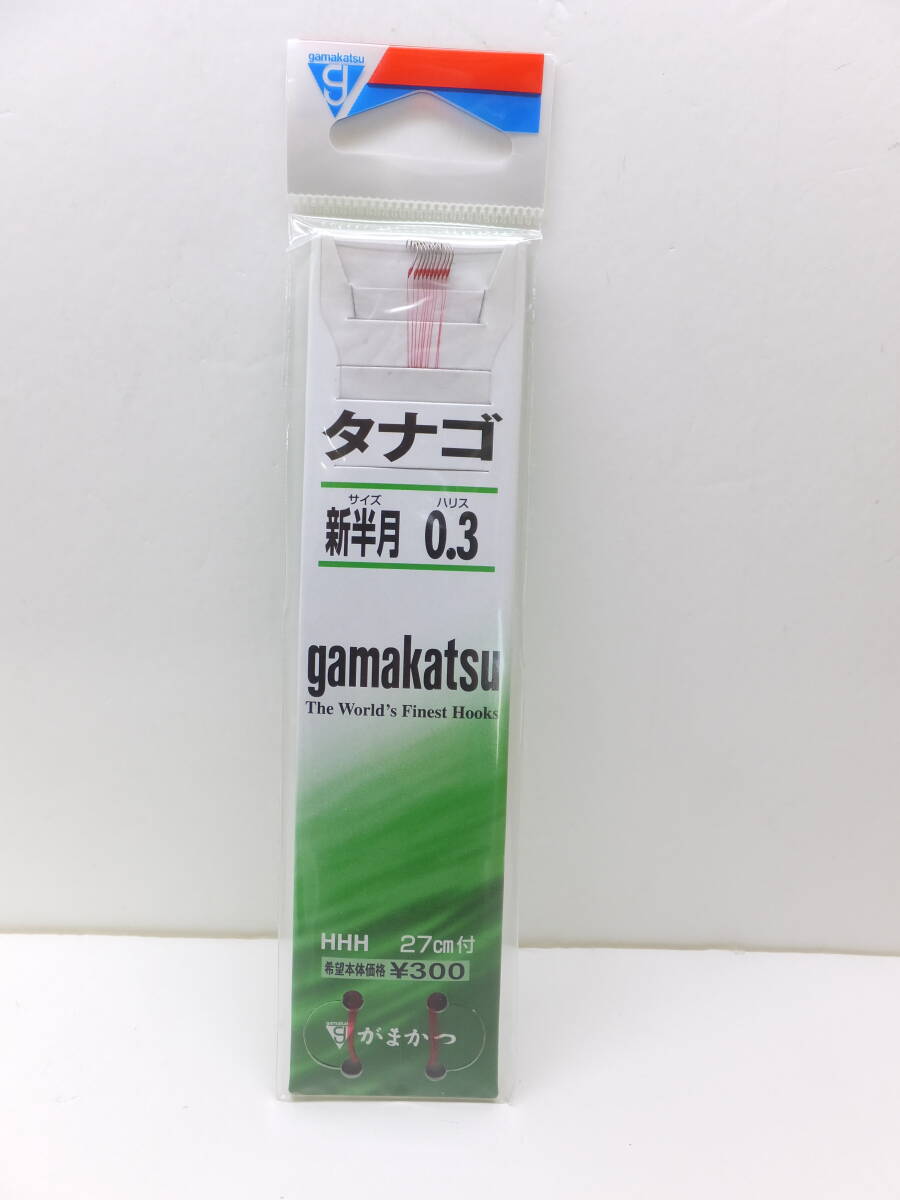 gamakatsu
g
タナゴ
サイズ ハリス
新半月 0.3
gamakatsu
The World's Finest Hooks
HHH 27cm付
希望本体価格 ¥300
gamakatsu
g がまかつ